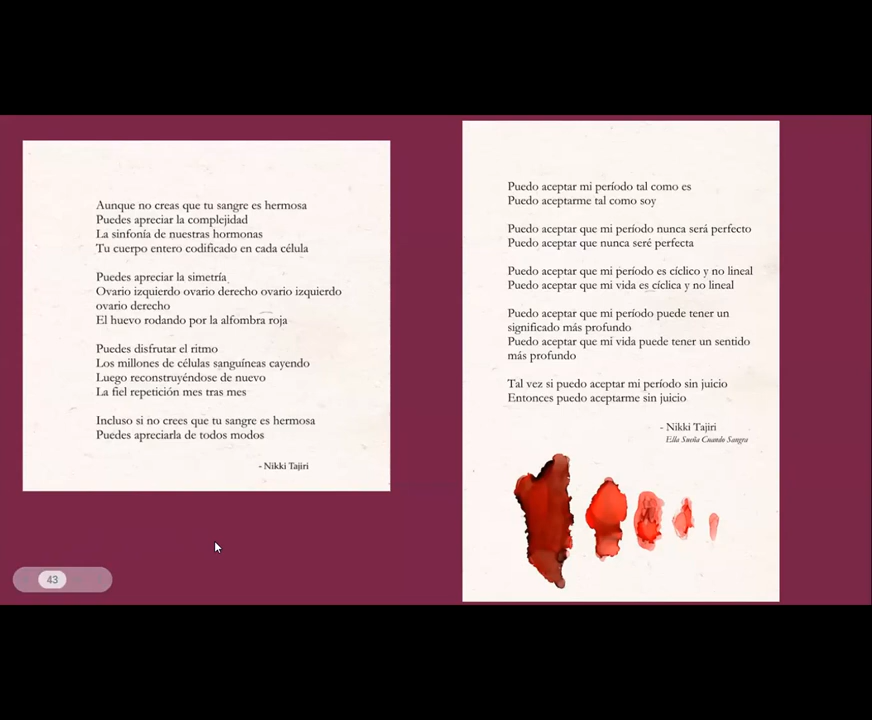 Aunque no creas que tu sangre es hermosa
Puedes apreciar la complejidad
La sinfonía de nuestras hormonas
Tu cuerpo entero codificado en cada célula
Puedes apreciar la simetría
Ovario izquierdo ovario derecho ovario izquierdo
ovario derecho
El huevo rodando por la alfombra roja
Puedes disfrutar el ritmo
Los millones de células sanguíneas cayendo
Luego reconstruyéndose de nuevo
La fiel repetición mes tras mes
Incluso si no crees que tu sangre es hermosa
Puedes apreciarla de todos modos
- Nikki Tajiri
Puedo aceptar mi período tal como es
Puedo aceptarme tal como soy
Puedo aceptar que mi período nunca será perfecto
Puedo aceptar que nunca seré perfecta
Puedo aceptar que mi período es cíclico y no lineal
Puedo aceptar que mi vida es cíclica y no lineal
Puedo aceptar que mi período puede tener un
significado más profundo
Puedo aceptar que mi vida puede tener un sentido
más profundo
Tal vez si puedo aceptar mi período sin juicio
Entonces puedo aceptarme sin juicio
- Nikki Tajiri
Ella Sueña Cuando Sangra
43